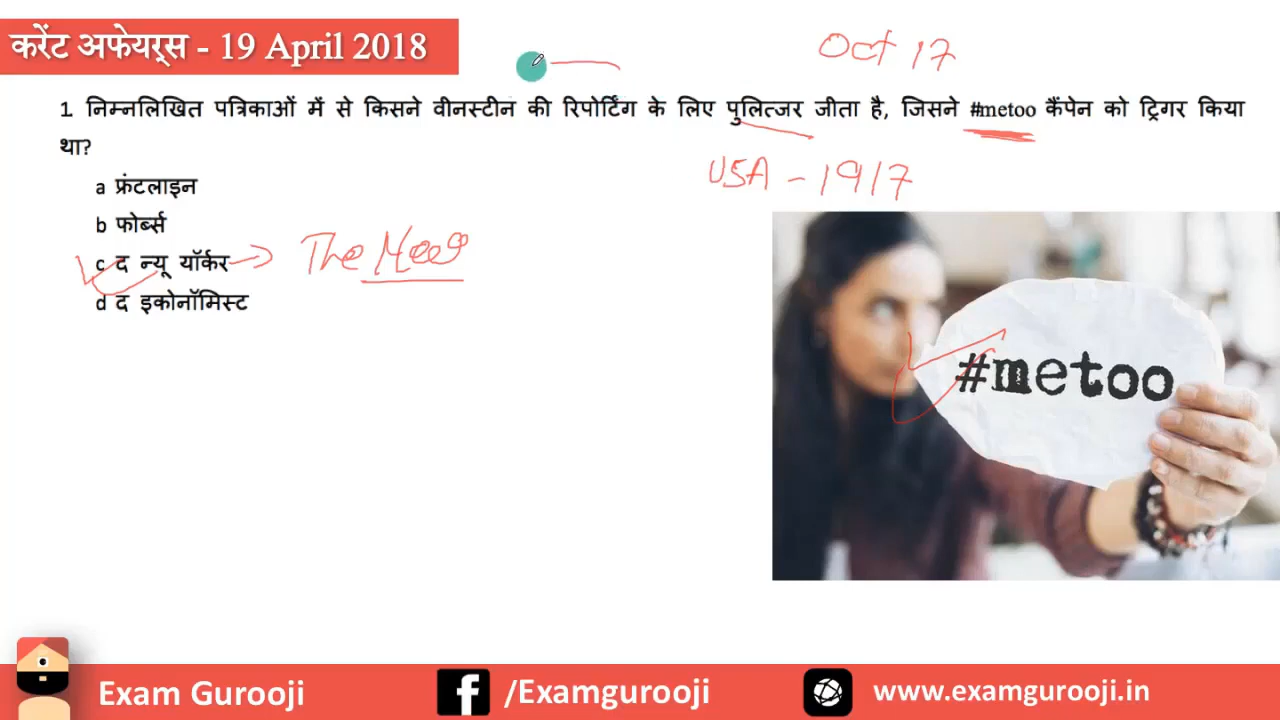 करेंट अफेयर्स - 19 April 2018
Oct 17
1 निम्नलिखित पत्रिकाओं में से किसने वीनस्टीन की रिपोर्टिंग के लिए पुलित्जर जीता है, जिसने #metoo कैंपेन को ट्रिगर किया
था?
USA - 1917
a फ्रंटलाइन
b फोर्ब्स
c द न्यू यॉर्कर
The
d द इकोनॉमिस्ट
#metoo
Exam Gurooji
f /Examgurooji
www.examgurooji.in